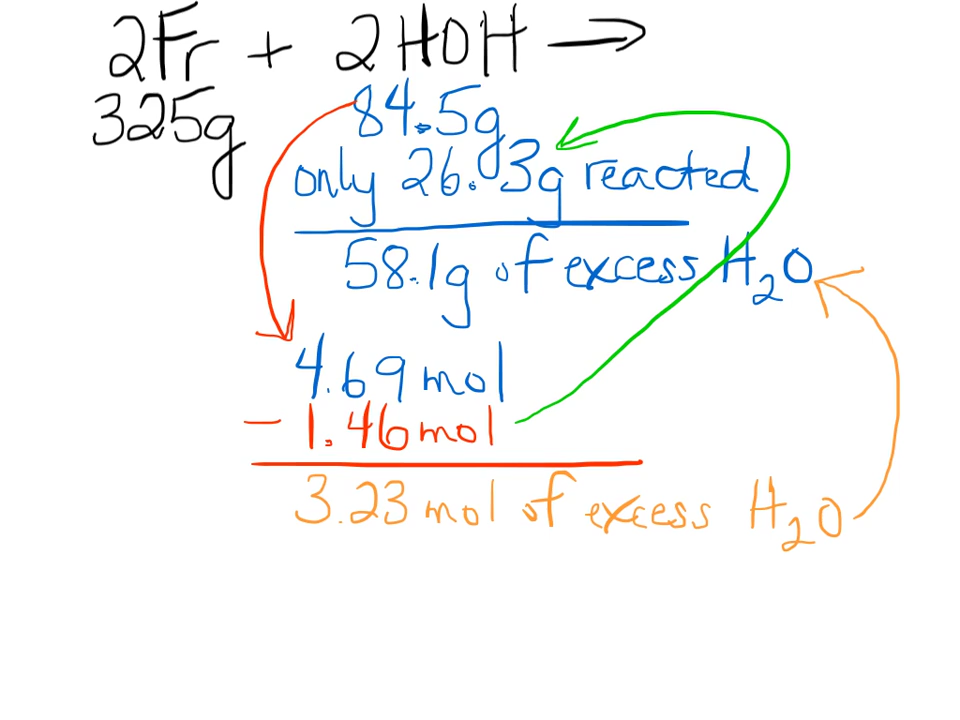 2Fr + 2HOH →
325g 84.5g
only 26.3g reacted
58.1g of excess H₂O
4.69 mol
- 1.46 mol
3.23 mol of excess H₂O